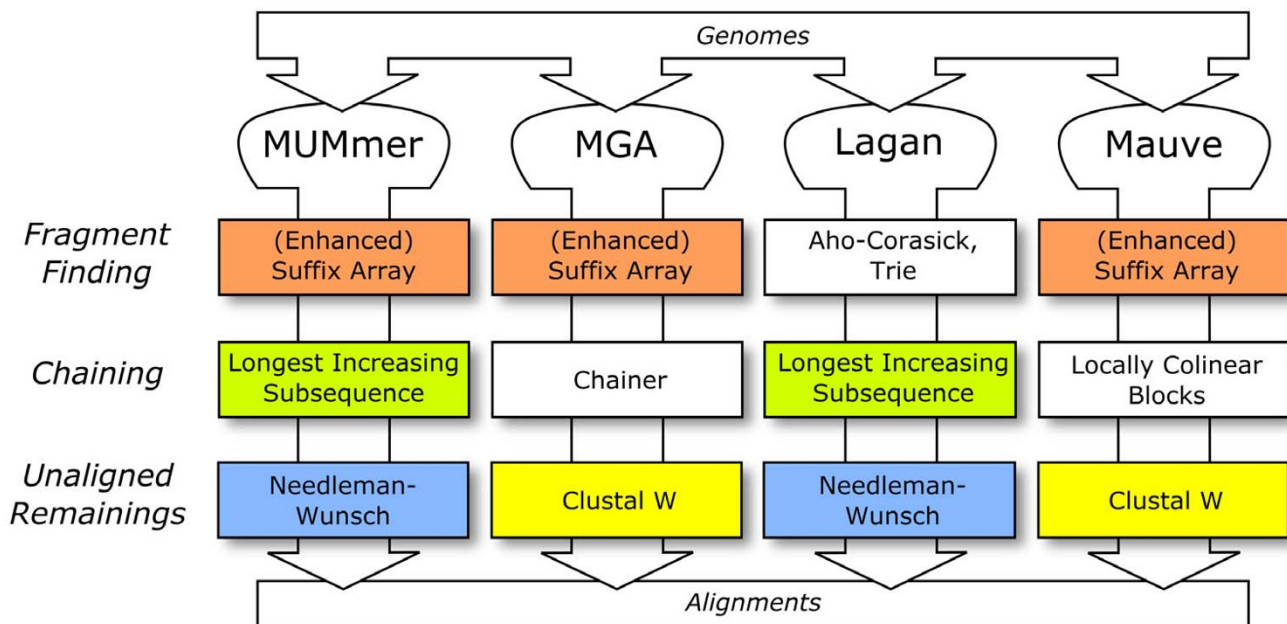 Genomes
MUMmer
MGA
Lagan
Mauve
Fragment
Finding
(Enhanced)
Suffix Array
(Enhanced)
Suffix Array
Aho-Corasick,
Trie
(Enhanced)
Suffix Array
Chaining
Longest Increasing
Subsequence
Chainer
Longest Increasing
Subsequence
Locally Colinear
Blocks
Unaligned
Remainings
Needleman-
Wunsch
Clustal W
Needleman-
Wunsch
Clustal W
Alignments